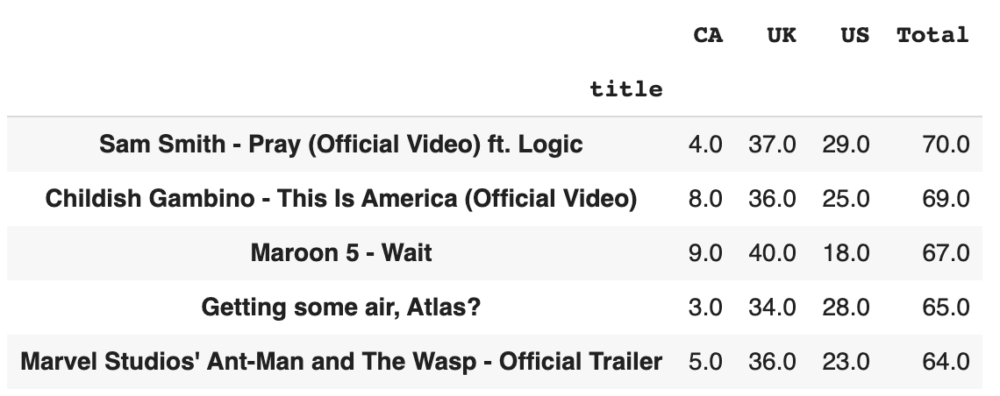 CA UK US Total
title
Sam Smith - Pray (Official Video) ft. Logic 4.0 37.0 29.0 70.0
Childish Gambino - This Is America (Official Video) 8.0 36.0 25.0 69.0
Maroon 5 - Wait 9.0 40.0 18.0 67.0
Getting some air, Atlas? 3.0 34.0 28.0 65.0
Marvel Studios' Ant-Man and The Wasp - Official Trailer 5.0 36.0 23.0 64.0